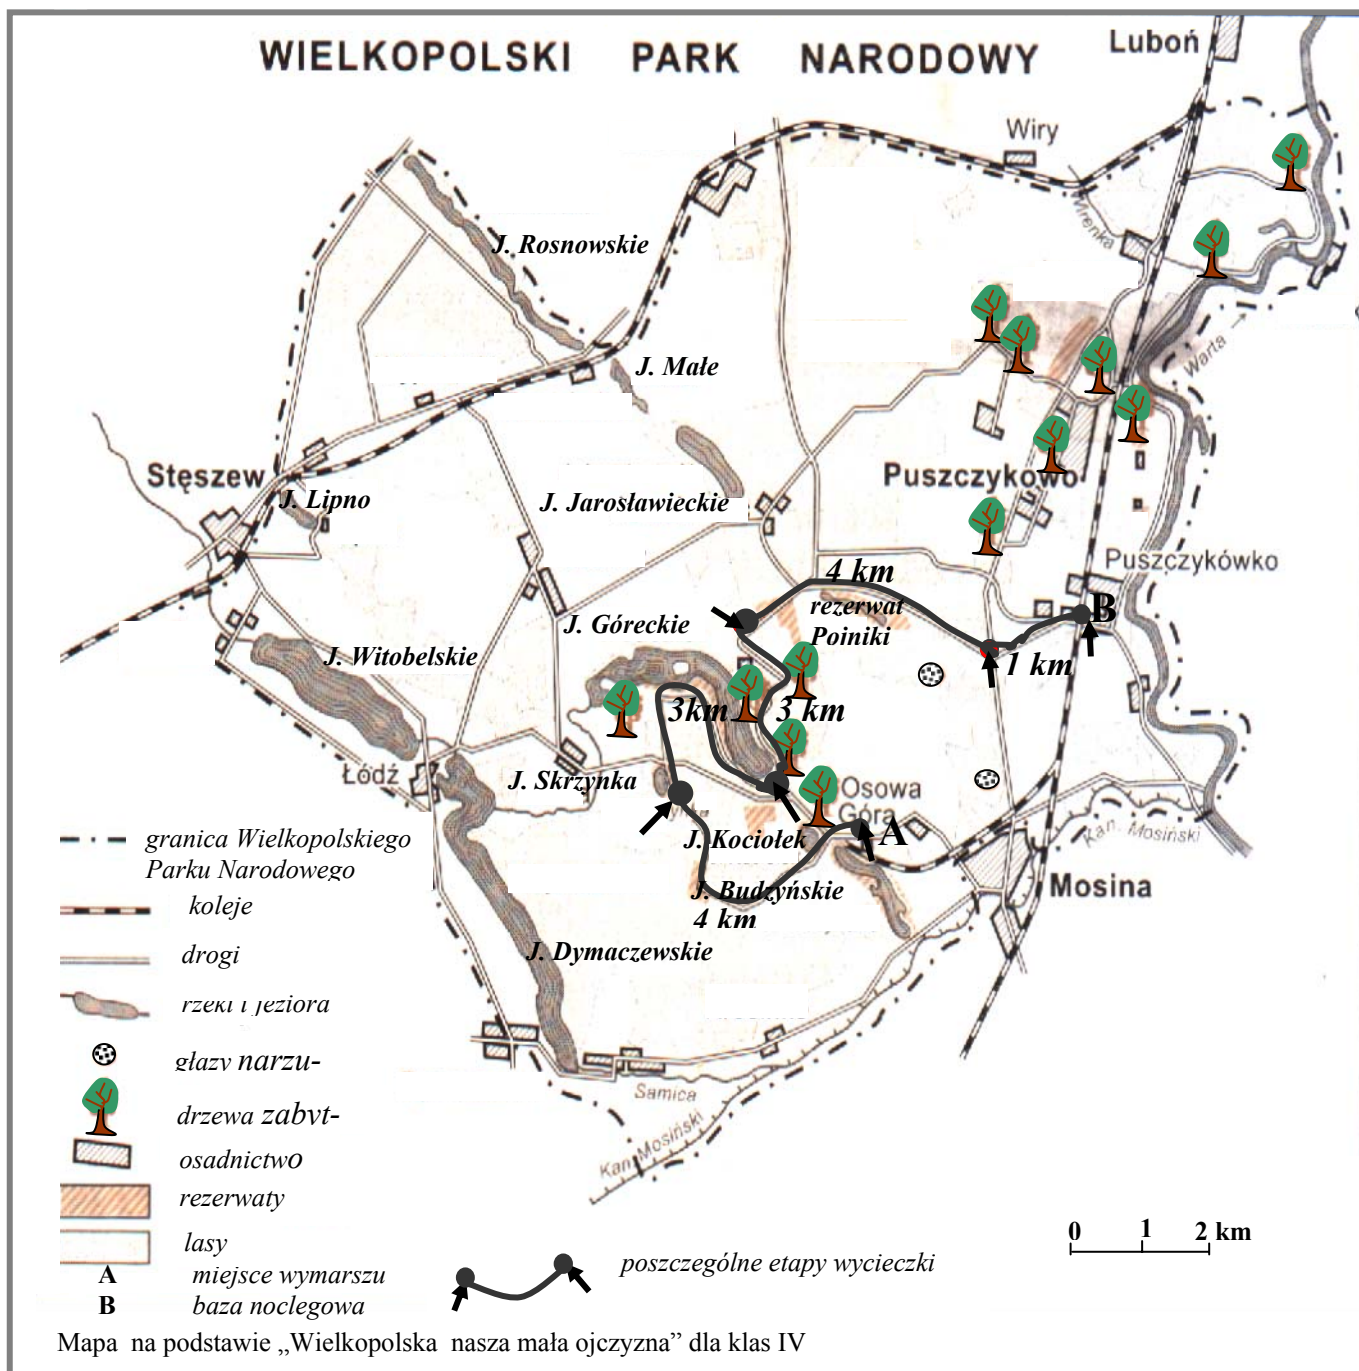 WIELKOPOLSKI PARK NARODOWY
Luboń
Wiry
Wirenka
J. Rosnowskie
J. Małe
Warta
Stęszew
J. Lipno
J. Jarosławieckie
Puszczykowo
Puszczykówko
4 km
rezerwat
Poiniki
B
1 km
J. Góreckie
J. Witobelskie
3km
3 km
Łódź
J. Skrzynka
Osowa
Góra
A
J. Kociołek
Kan. Mosiński
Mosina
J. Budzyńskie
4 km
J. Dymaczewskie
Samica
Kan. Mosiński
granica Wielkopolskiego
Parku Narodowego
koleje
drogi
rzeki i jeziora
głazy narzu-
drzewa zabyt-
osadnictwo
rezerwaty
lasy
A miejsce wymarszu
B baza noclegowa
poszczególne etapy wycieczki
0 1 2 km
Mapa na podstawie „Wielkopolska nasza mała ojczyzna” dla klas IV